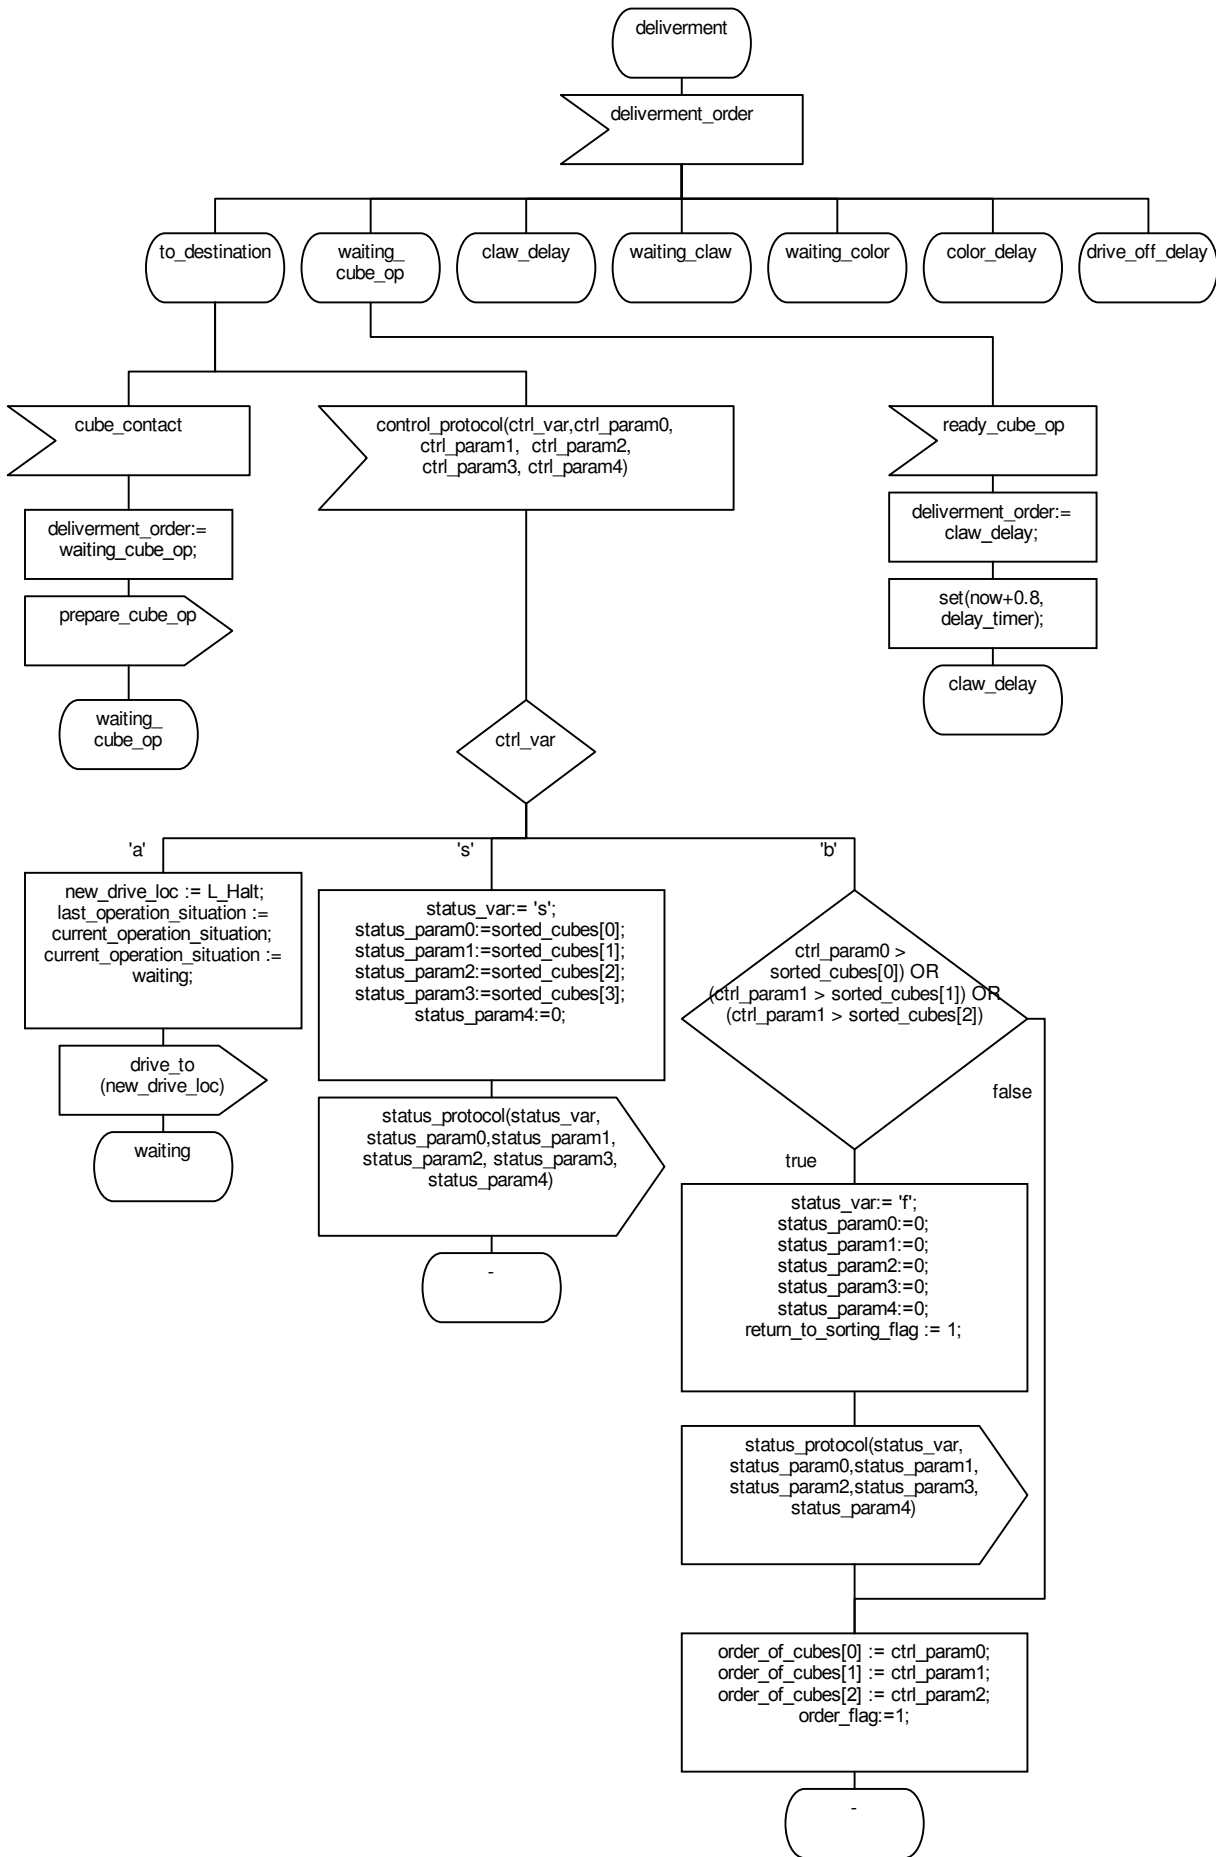 deliverment
deliverment_order
to_destination
waiting_
cube_op
claw_delay
waiting_claw
waiting_color
color_delay
drive_off_delay
cube_contact
deliverment_order:=
waiting_cube_op;
prepare_cube_op
waiting_
cube_op
control_protocol(ctrl_var,ctrl_param0,
ctrl_param1,  ctrl_param2,
ctrl_param3, ctrl_param4)
ready_cube_op
deliverment_order:=
claw_delay;
set(now+0.8,
delay_timer);
claw_delay
ctrl_var
'a'
's'
'b'
new_drive_loc := L_Halt;
last_operation_situation :=
current_operation_situation;
current_operation_situation :=
waiting;
drive_to
(new_drive_loc)
waiting
status_var:= 's';
status_param0:=sorted_cubes[0];
status_param1:=sorted_cubes[1];
status_param2:=sorted_cubes[2];
status_param3:=sorted_cubes[3];
status_param4:=0;
status_protocol(status_var,
status_param0,status_param1,
status_param2, status_param3,
status_param4)
-
ctrl_param0 >
sorted_cubes[0]) OR
(ctrl_param1 > sorted_cubes[1]) OR
(ctrl_param1 > sorted_cubes[2])
false
true
status_var:= 'f';
status_param0:=0;
status_param1:=0;
status_param2:=0;
status_param3:=0;
status_param4:=0;
return_to_sorting_flag := 1;
status_protocol(status_var,
status_param0,status_param1,
status_param2,status_param3,
status_param4)
order_of_cubes[0] := ctrl_param0;
order_of_cubes[1] := ctrl_param1;
order_of_cubes[2] := ctrl_param2;
order_flag:=1;
-